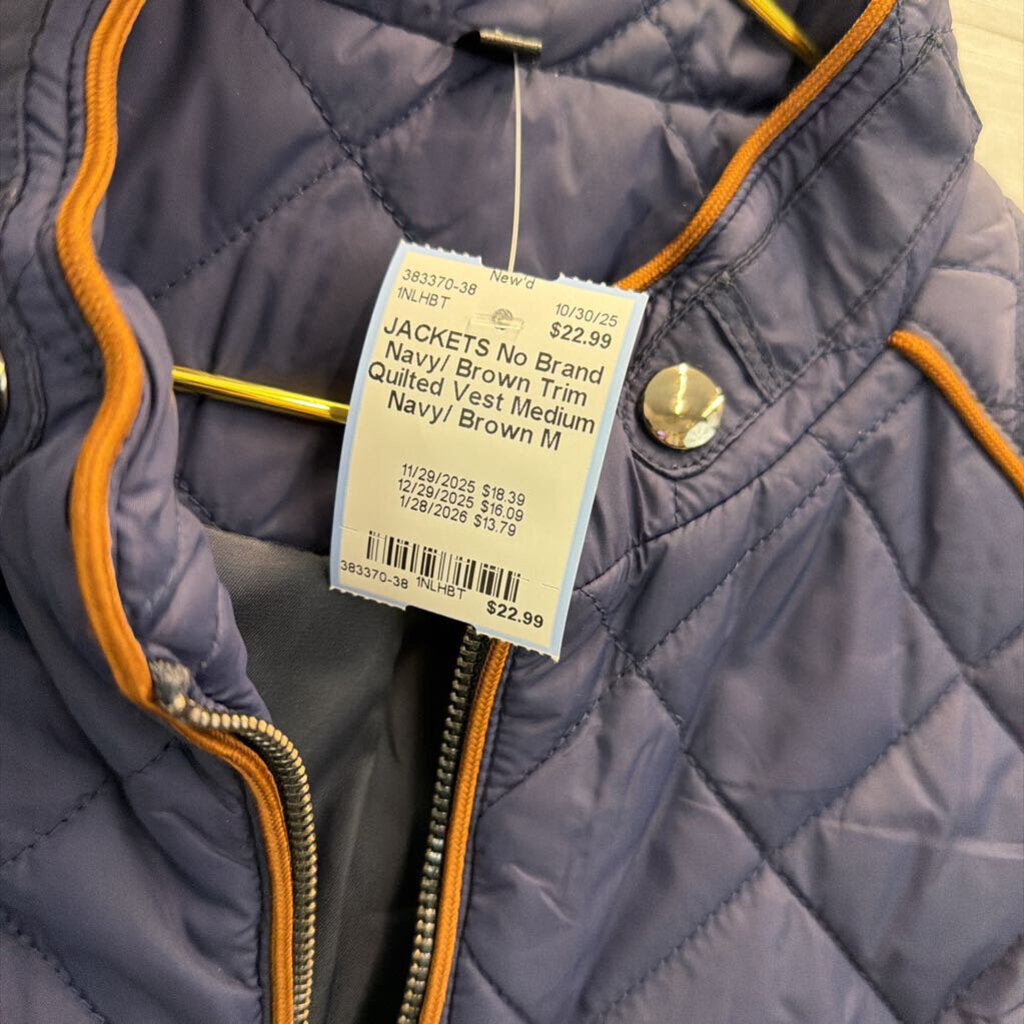 383370-38 New'd 10/30/25
1NLHBT $22.99
JACKETS No Brand
Navy/ Brown Trim
Quilted Vest Medium
Navy/ Brown M
11/29/2025 $18.39
12/29/2025 $16.09
1/28/2026 $13.79
383370-38 1NLHBT $22.99